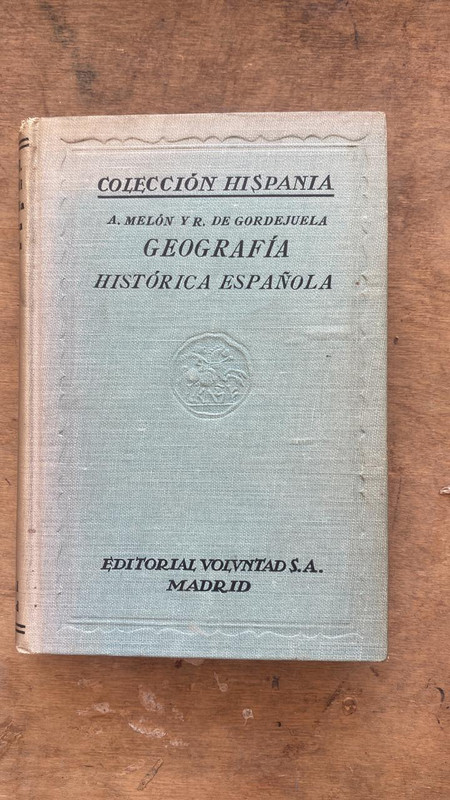 COLECCIÓN HISPANIA
A. MELÓN Y R. DE GORDEJUELA
GEOGRAFÍA
HISTÓRICA ESPAÑOLA
EDITORIAL VOLVNTAD S.A.
MADRID